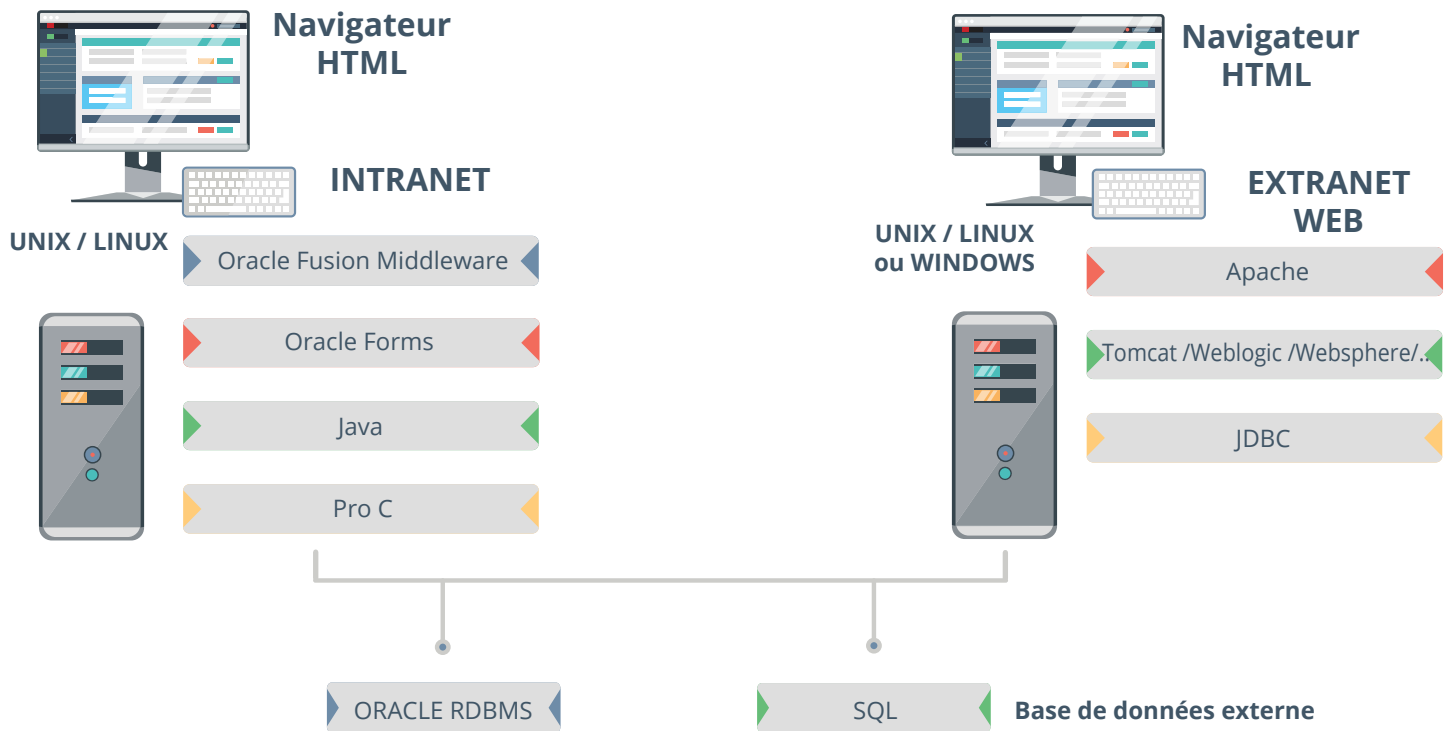 Navigateur
HTML
INTRANET
UNIX / LINUX
Oracle Fusion Middleware
Oracle Forms
Java
Pro C
Navigateur
HTML
EXTRANET
WEB
UNIX / LINUX
ou WINDOWS
Apache
Tomcat /Weblogic /Websphere/..
JDBC
ORACLE RDBMS
SQL
Base de données externe